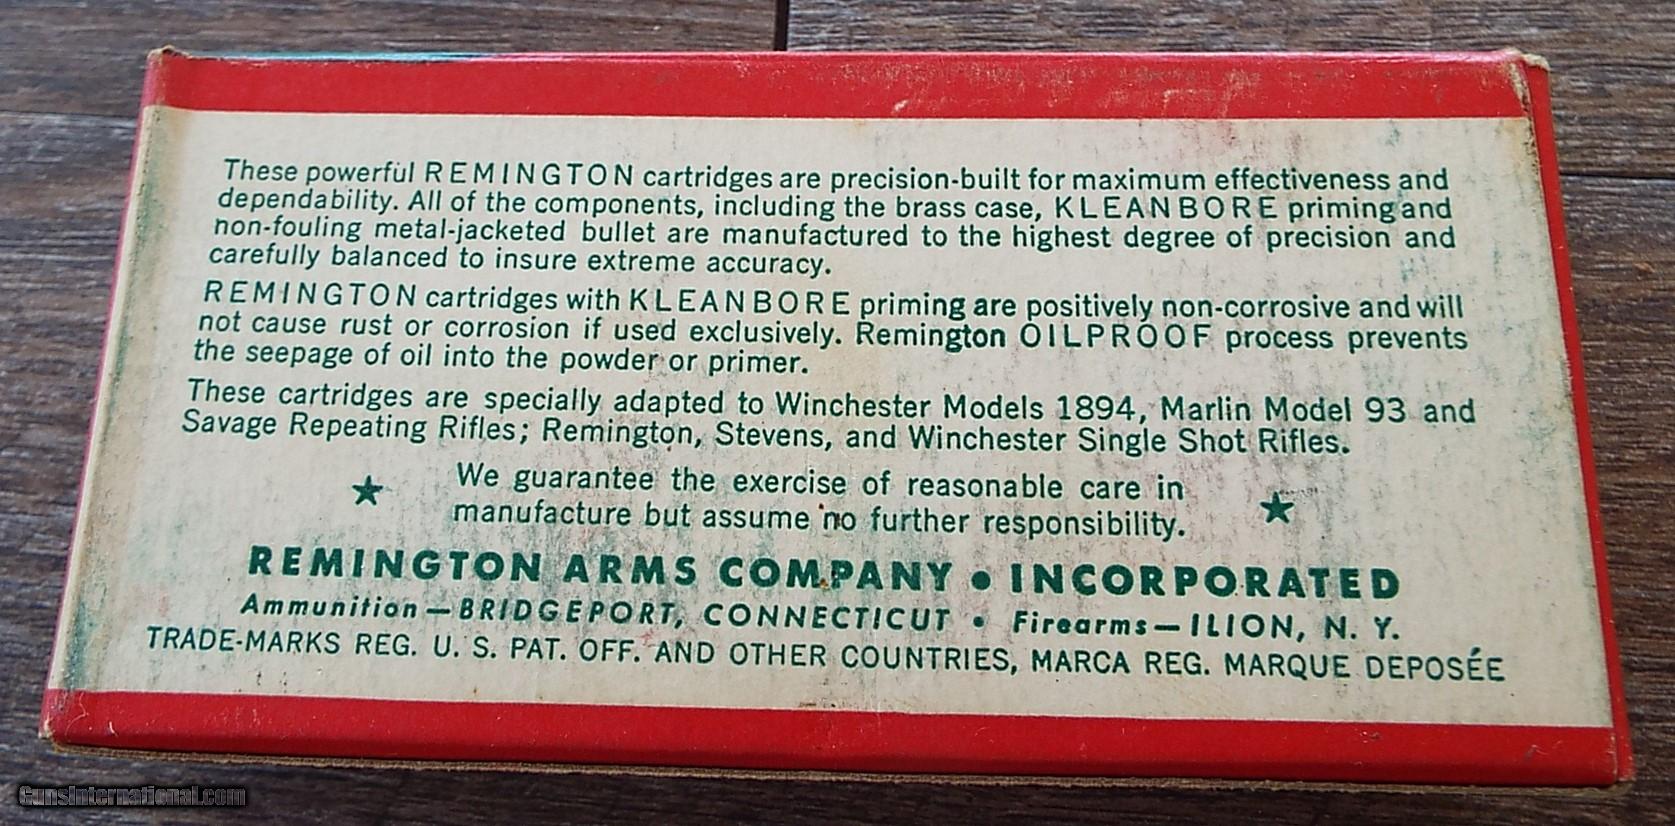 These powerful REMINGTON cartridges are precision-built for maximum effectiveness and
dependability. All of the components, including the brass case, KLEANBORE priming and
non-fouling metal-jacketed bullet are manufactured to the highest degree of precision and
carefully balanced to insure extreme accuracy.
REMINGTON cartridges with KLEANBORE priming are positively non-corrosive and will
not cause rust or corrosion if used exclusively. Remington OILPROOF process prevents
the seepage of oil into the powder or primer.
These cartridges are specially adapted to Winchester Models 1894, Marlin Model 93 and
Savage Repeating Rifles; Remington, Stevens, and Winchester Single Shot Rifles.
★ We guarantee the exercise of reasonable care in ★
manufacture but assume no further responsibility.
REMINGTON ARMS COMPANY • INCORPORATED
Ammunition—BRIDGEPORT, CONNECTICUT • Firearms—ILION, N. Y.
TRADE-MARKS REG. U. S. PAT. OFF. AND OTHER COUNTRIES, MARCA REG. MARQUE DEPOSÉE
GunsInternational.com